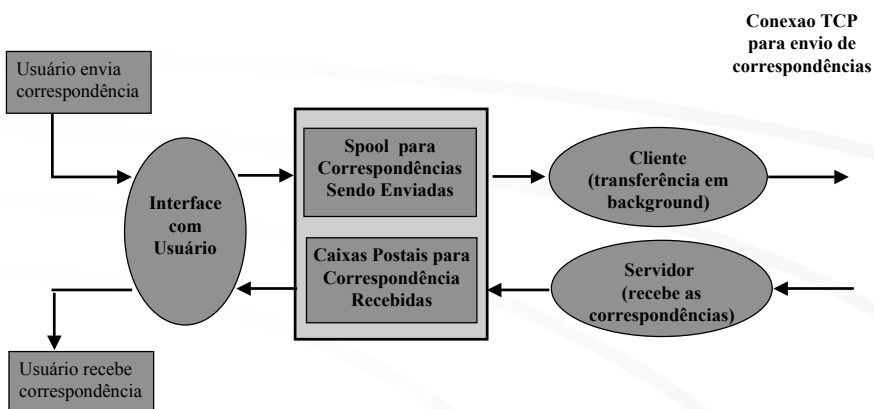 Conexao TCP
para envio de
correspondências
Usuário envia
correspondência
Interface
com
Usuário
Spool para
Correspondências
Sendo Enviadas
Cliente
(transferência em
background)
Caixas Postais para
Correspondência
Recebidas
Servidor
(recebe as
correspondências)
Usuário recebe
correspondência